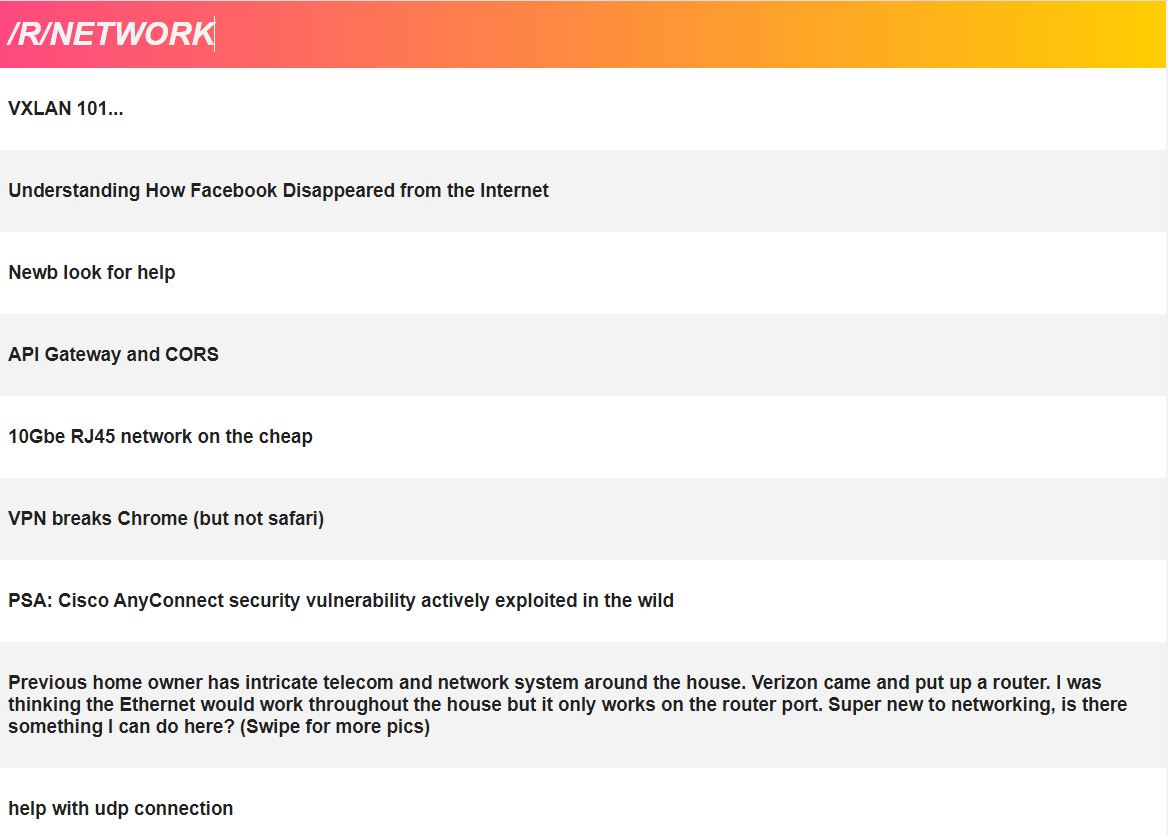 /R/NETWORK
VXLAN 101...
Understanding How Facebook Disappeared from the Internet
Newb look for help
API Gateway and CORS
10Gbe RJ45 network on the cheap
VPN breaks Chrome (but not safari)
PSA: Cisco AnyConnect security vulnerability actively exploited in the wild
Previous home owner has intricate telecom and network system around the house. Verizon came and put up a router. I was
thinking the Ethernet would work throughout the house but it only works on the router port. Super new to networking, is there
something I can do here? (Swipe for more pics)
help with udp connection